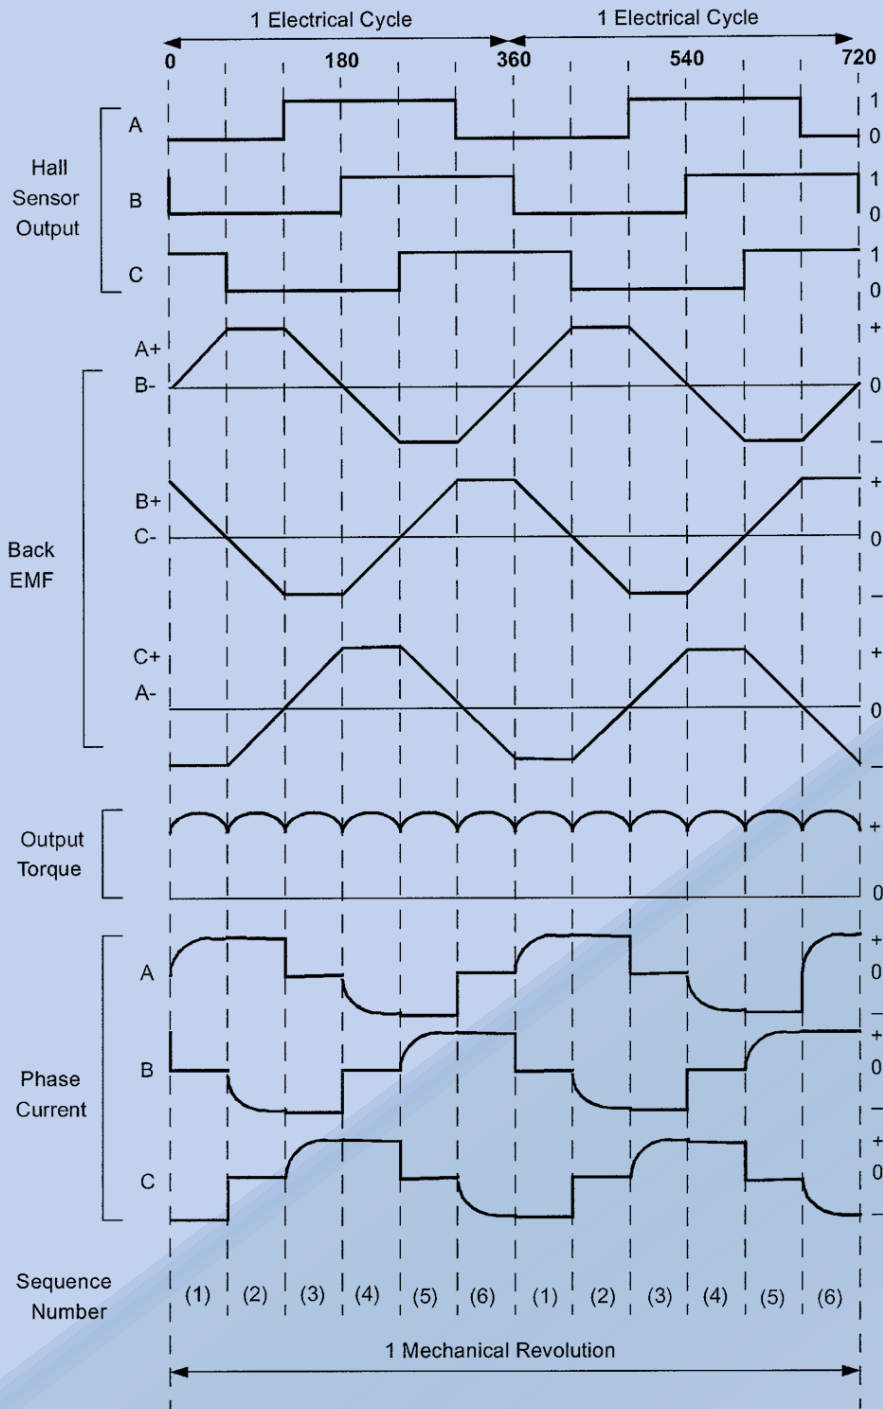 1 Electrical Cycle 1 Electrical Cycle
0 180 360 540 720
Hall
Sensor
Output
A 1
0
B 1
0
C 1
0
Back
EMF
A+ +
B- 0
–
B+ +
C- 0
–
C+ +
A- 0
–
Output
Torque
+
0
Phase
Current
A +
0
–
B +
0
–
C +
0
–
Sequence
Number
(1) (2) (3) (4) (5) (6) (1) (2) (3) (4) (5) (6)
1 Mechanical Revolution